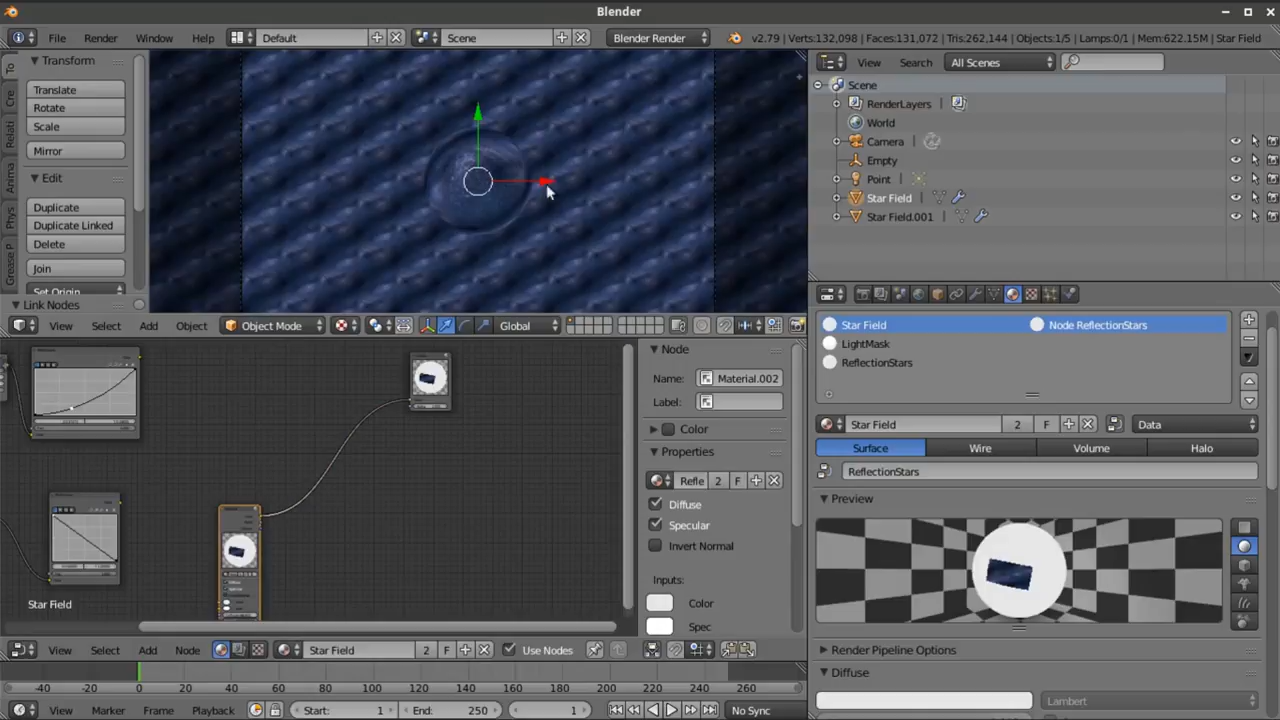 Blender
File Render Window Help Default Scene Blender Render v2.79 | Verts:132,098 | Faces:131,072 | Tris:262,144 | Objects:1/5 | Lamps:0/1 | Mem:622.15M | Star Field
Transform
Translate
Rotate
Scale
Mirror
Edit
Duplicate
Duplicate Linked
Delete
Join
Set Origin
Link Nodes
To
Cre
Relati
Anima
Phys
Grease P
View Select Add Object Object Mode Global
View Search All Scenes
Scene
RenderLayers
World
Camera
Empty
Point
Star Field
Star Field.001
Star Field
Node
Name: Material.002
Label:
Color
Properties
Refle 2 F
Diffuse
Specular
Invert Normal
Inputs:
Color
Spec
View Select Add Node Star Field 2 F Use Nodes
Star Field Node ReflectionStars
LightMask
ReflectionStars
Star Field 2 F Data
Surface Wire Volume Halo
ReflectionStars
Preview
Render Pipeline Options
Diffuse
Lambert
-40 -20 0 20 40 60 80 100 120 140 160 180 200 220 240 260
View Marker Frame Playback Start: 1 End: 250 1 No Sync